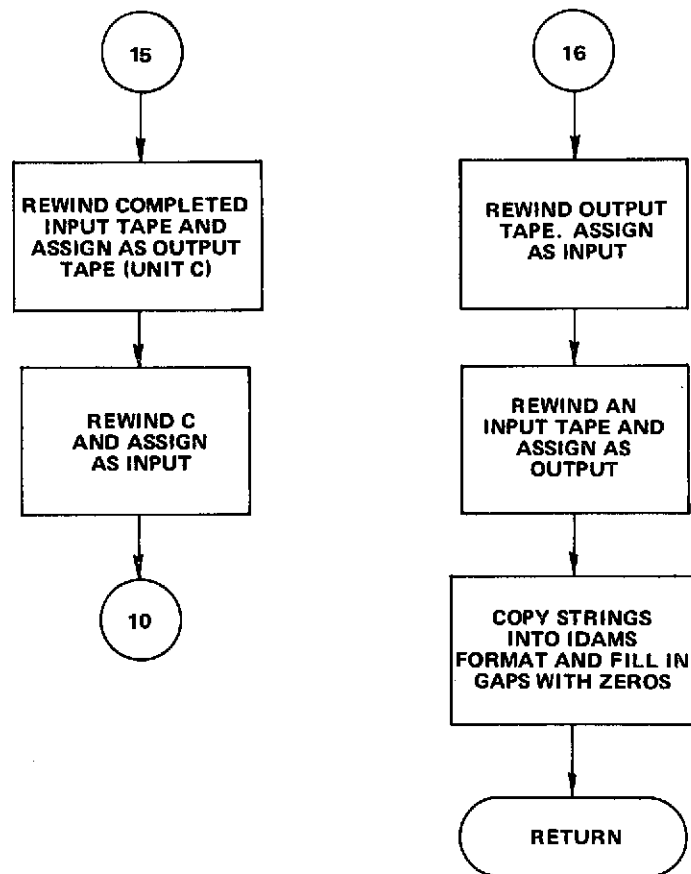 15
REWIND COMPLETED
INPUT TAPE AND
ASSIGN AS OUTPUT
TAPE (UNIT C)
REWIND C
AND ASSIGN
AS INPUT
10
16
REWIND OUTPUT
TAPE. ASSIGN
AS INPUT
REWIND AN
INPUT TAPE AND
ASSIGN AS
OUTPUT
COPY STRINGS
INTO IDAMS
FORMAT AND FILL IN
GAPS WITH ZEROS
RETURN